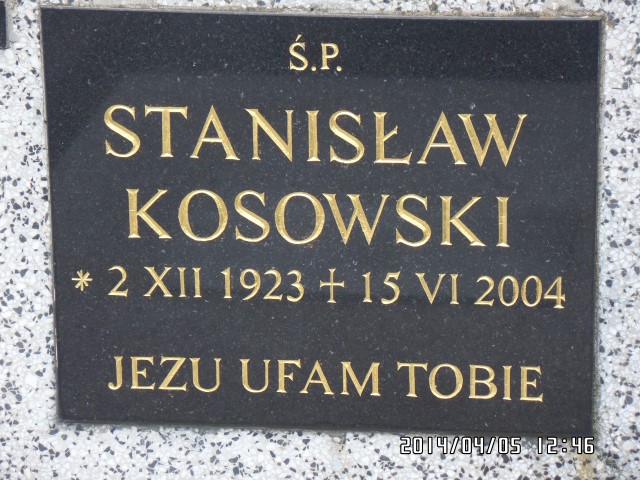 Ś.P.
STANISŁAW
KOSOWSKI
* 2 XII 1923 + 15 VI 2004
JEZU UFAM TOBIE
2014/04/05 12:46